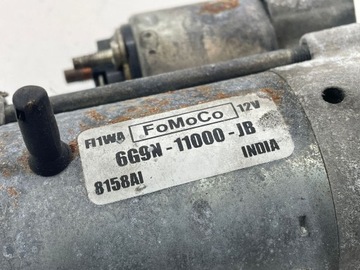 FI1WA FoMoCo 12V
6G9N-11000-JB
8158AI INDIA